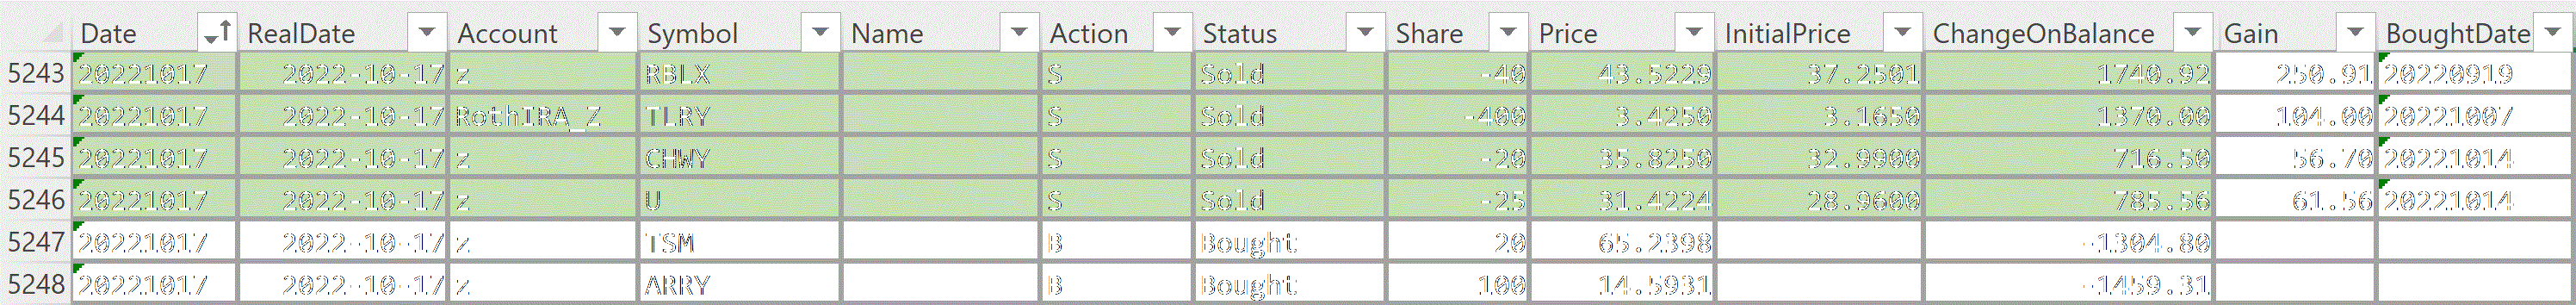 Date RealDate Account Symbol Name Action Status Share Price InitialPrice ChangeOnBalance Gain BoughtDate
5243 20221017 2022-10-17 z RBLX S Sold -40 43.5229 37.2501 1740.92 250.91 20220919
5244 20221017 2022-10-17 RothIRA_Z TLRY S Sold -400 3.4250 3.1650 1370.00 104.00 20221007
5245 20221017 2022-10-17 z CHWY S Sold -20 35.8250 32.9900 716.50 56.70 20221014
5246 20221017 2022-10-17 z U S Sold -25 31.4224 28.9600 785.56 61.56 20221014
5247 20221017 2022-10-17 z TSM B Bought 20 65.2398 -1304.80
5248 20221017 2022-10-17 z ARRY B Bought 100 14.5931 -1459.31